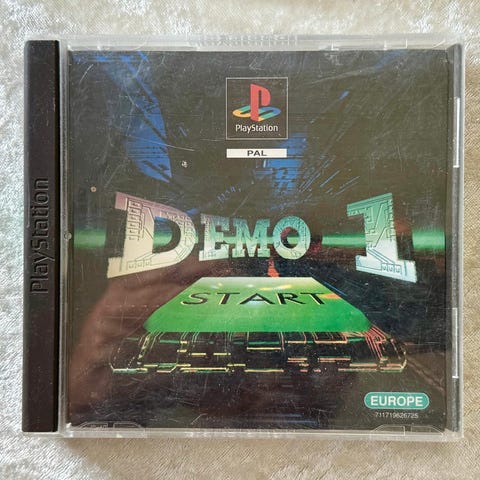 PlayStation
PlayStation
PAL
DEMO 1
START
EUROPE
711719626725